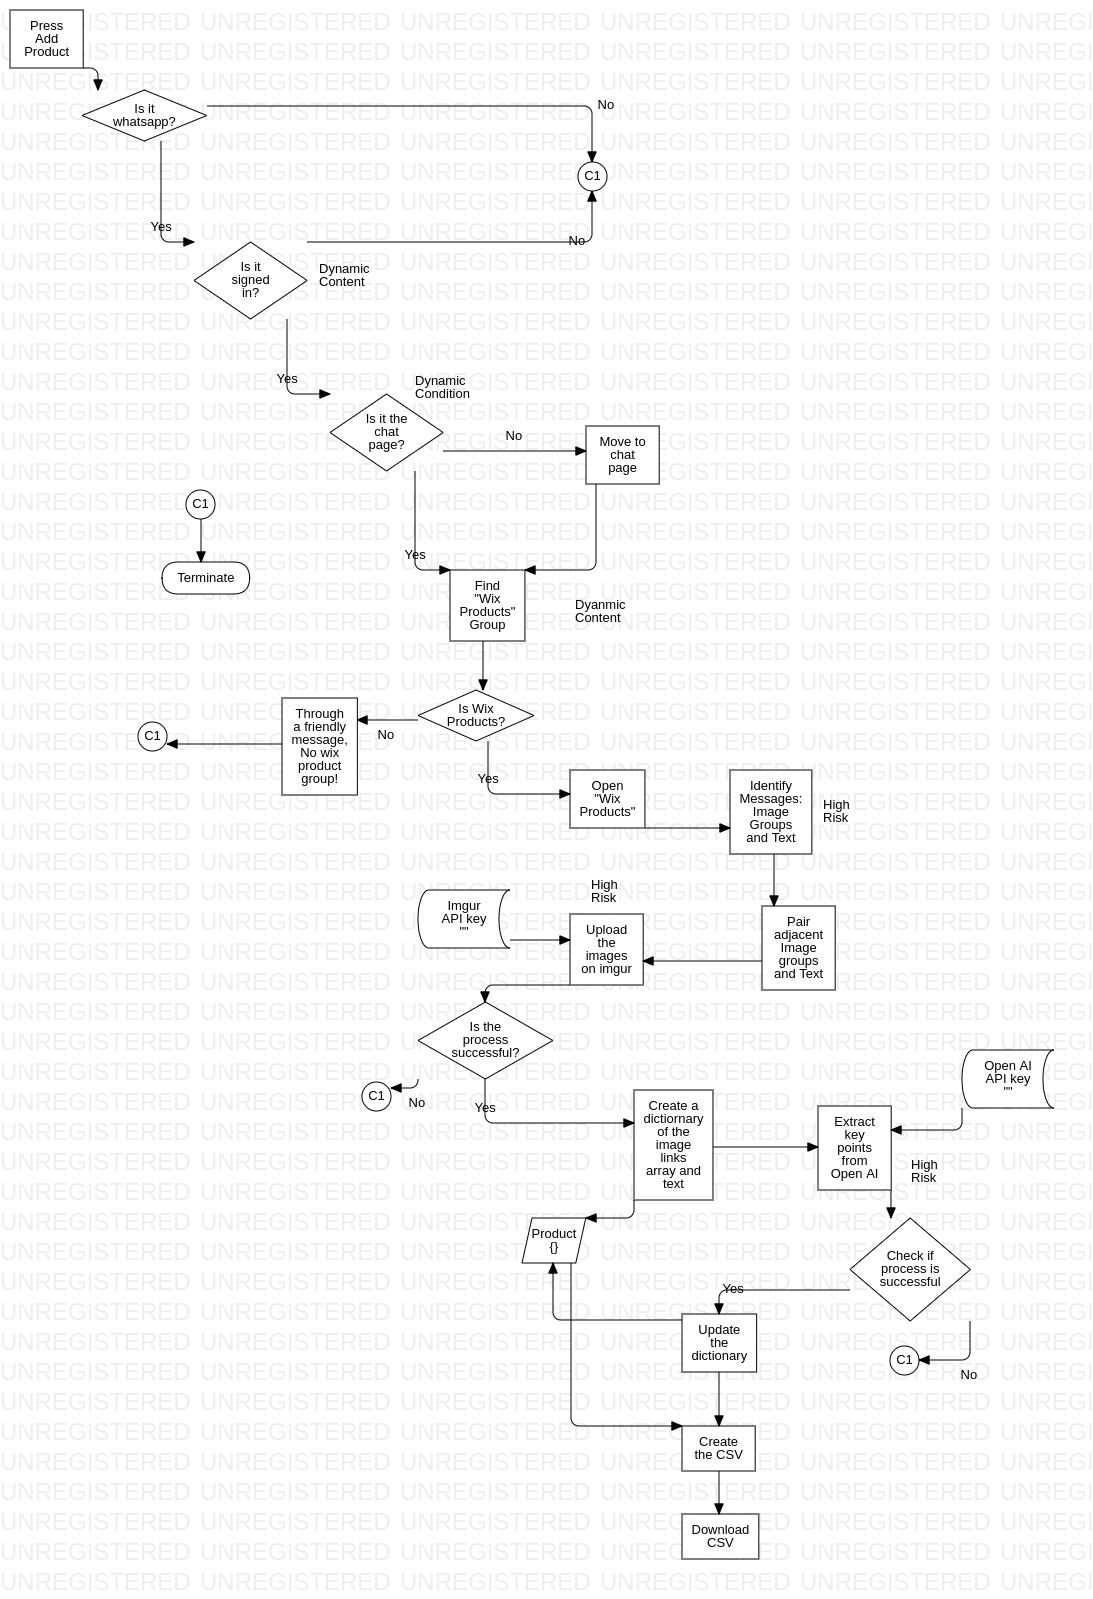 Press
Add
Product
Is it
whatsapp?
No
C1
Yes
No
Is it
signed
in?
Dynamic
Content
Yes
Dynamic
Condition
Is it the
chat
page?
No
Move to
chat
page
C1
Yes
Terminate
Find
"Wix
Products"
Group
Dyanmic
Content
Is Wix
Products?
Through
a friendly
message,
No wix
product
group!
No
C1
Yes
Open
"Wix
Products"
Identify
Messages:
Image
Groups
and Text
High
Risk
Imgur
API key
""
High
Risk
Upload
the
images
on imgur
Pair
adjacent
Image
groups
and Text
Is the
process
successful?
C1
No
Yes
Create a
dictiornary
of the
image
links
array and
text
Open AI
API key
""
Extract
key
points
from
Open AI
High
Risk
Product
{}
Check if
process is
successful
Yes
Update
the
dictionary
C1
No
Create
the CSV
Download
CSV
UNREGISTERED UNREGISTERED UNREGISTERED UNREGISTERED UNREGISTERED UNREGI